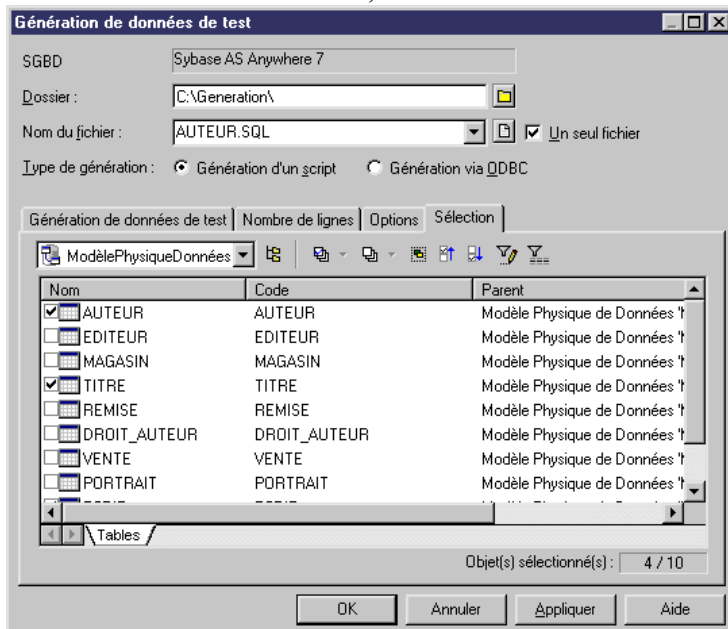 Génération de données de test
SGBD Sybase AS Anywhere 7
Dossier : C:\Generation\
Nom du fichier : AUTEUR.SQL Un seul fichier
Type de génération : Génération d'un script Génération via ODBC
Génération de données de test Nombre de lignes Options Sélection
ModèlePhysiqueDonnées
Nom Code Parent
AUTEUR AUTEUR Modèle Physique de Données
EDITEUR EDITEUR Modèle Physique de Données
MAGASIN MAGASIN Modèle Physique de Données
TITRE TITRE Modèle Physique de Données
REMISE REMISE Modèle Physique de Données
DROIT_AUTEUR DROIT_AUTEUR Modèle Physique de Données
VENTE VENTE Modèle Physique de Données
PORTRAIT PORTRAIT Modèle Physique de Données
Tables
Objet(s) sélectionné(s) : 4 / 10
OK Annuler Appliquer Aide